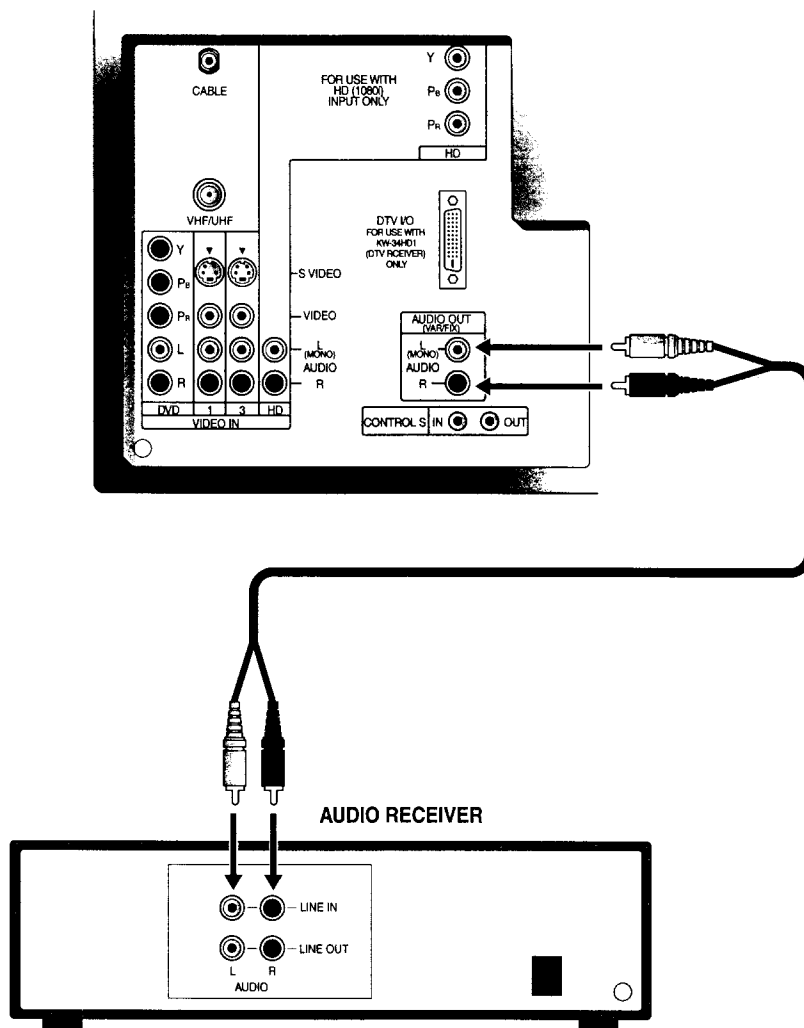 CABLE
FOR USE WITH
HD (1080i)
INPUT ONLY
Y
PB
PR
HD
VHF/UHF
DTV I/O
FOR USE WITH
KW-34HD1
(DTV RCEIVER)
ONLY
Y
PB
PR
L
R
S VIDEO
VIDEO
L
(MONO)
AUDIO
R
DVD
1
3
HD
VIDEO IN
AUDIO OUT
(VAR/FIX)
L
(MONO)
AUDIO
R
CONTROL S
IN
OUT
AUDIO RECEIVER
LINE IN
LINE OUT
L
R
AUDIO